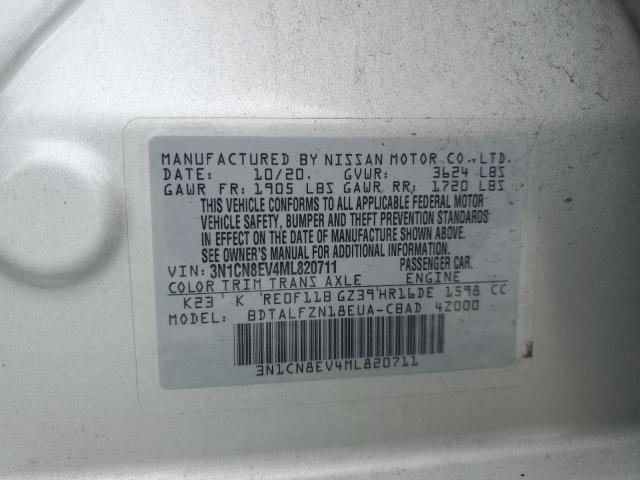 MANUFACTURED BY NISSAN MOTOR CO.,LTD.
DATE: 10/20. GVWR: 3624 LBS
GAWR FR: 1905 LBS GAWR RR: 1720 LBS
THIS VEHICLE CONFORMS TO ALL APPLICABLE FEDERAL MOTOR
VEHICLE SAFETY, BUMPER AND THEFT PREVENTION STANDARDS
IN EFFECT ON THE DATE OF MANUFACTURE SHOWN ABOVE.
SEE OWNER'S MANUAL FOR ADDITIONAL INFORMATION.
VIN: 3N1CN8EV4ML820711 PASSENGER CAR.
COLOR TRIM TRANS AXLE ENGINE
K23 K RE0F11B GZ39 HR16DE 1598 CC
MODEL: BDTALFZN18EUA-CBAD 42000
3N1CN8EV4ML820711